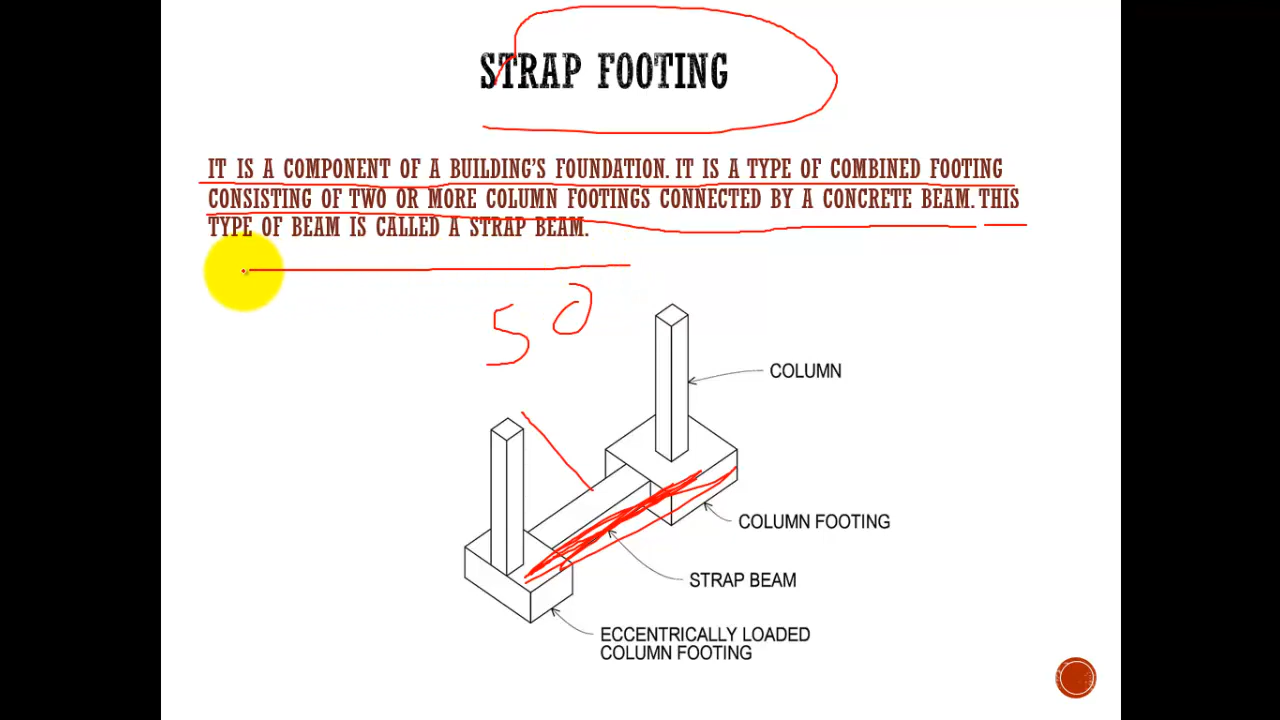 STRAP FOOTING
IT IS A COMPONENT OF A BUILDING'S FOUNDATION. IT IS A TYPE OF COMBINED FOOTING
CONSISTING OF TWO OR MORE COLUMN FOOTINGS CONNECTED BY A CONCRETE BEAM. THIS
TYPE OF BEAM IS CALLED A STRAP BEAM.
50
COLUMN
COLUMN FOOTING
STRAP BEAM
ECCENTRICALLY LOADED
COLUMN FOOTING